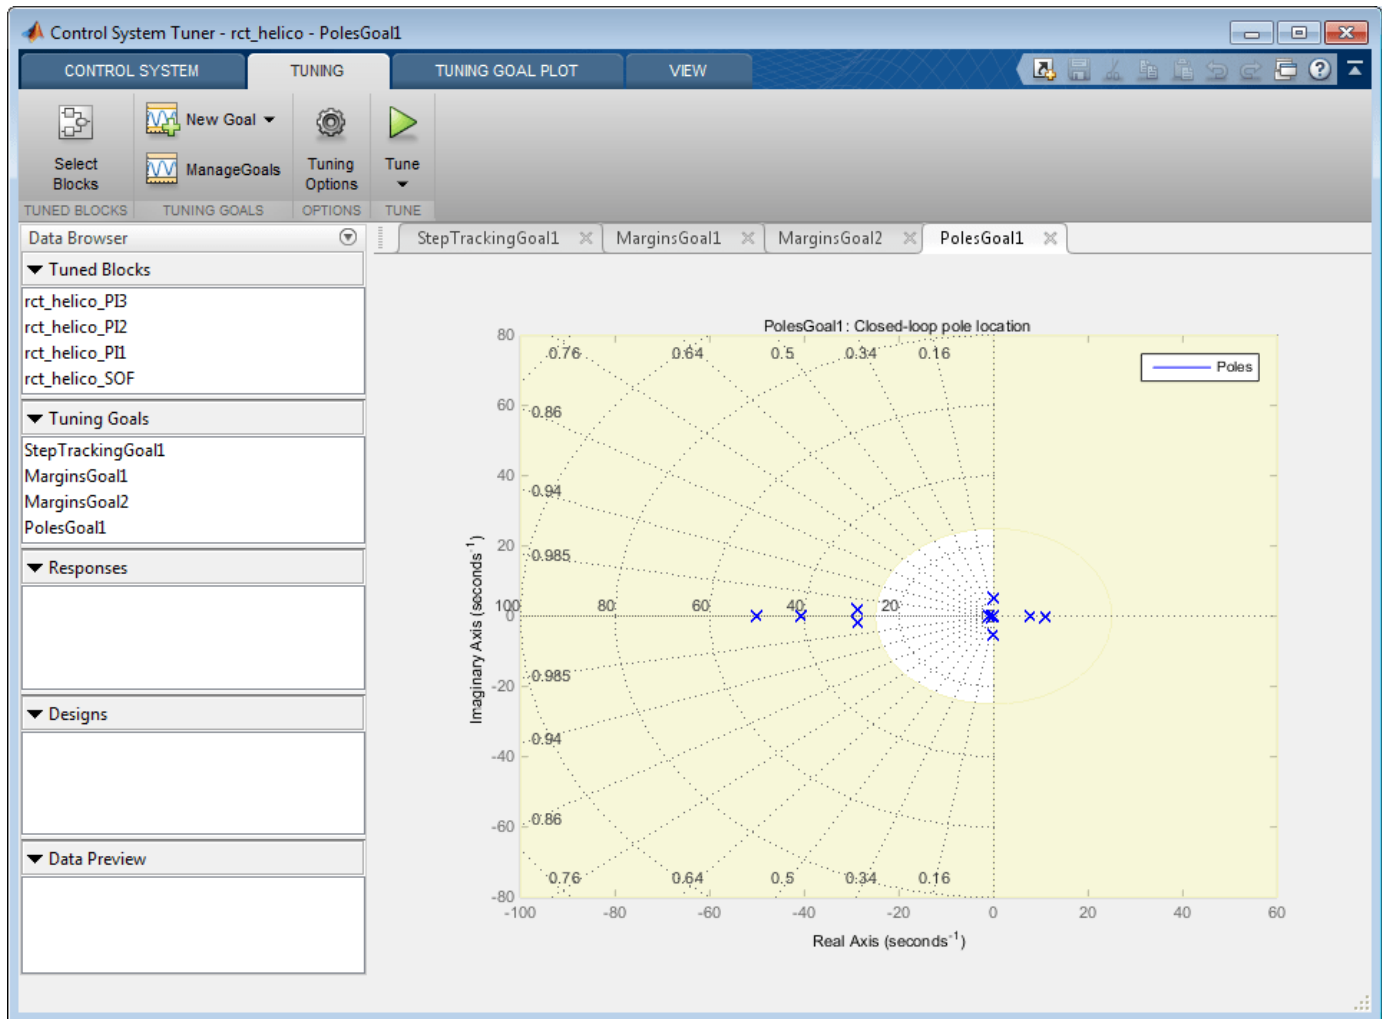 Control System Tuner - rct_helico - PolesGoal1
CONTROL SYSTEM TUNING TUNING GOAL PLOT VIEW
Select Blocks
New Goal
ManageGoals
Tuning Options
Tune
TUNED BLOCKS TUNING GOALS OPTIONS TUNE
Data Browser
Tuned Blocks
rct_helico_PI3
rct_helico_PI2
rct_helico_PI1
rct_helico_SOF
Tuning Goals
StepTrackingGoal1
MarginsGoal1
MarginsGoal2
PolesGoal1
Responses
Designs
Data Preview
StepTrackingGoal1 MarginsGoal1 MarginsGoal2 PolesGoal1
PolesGoal1: Closed-loop pole location
80
0.76 0.64 0.5 0.34 0.16
Poles
60
0.86
40
0.94
20
0.985
100 80 60 40 20
0
0.985
-20
0.94
-40
0.86
-60
0.76 0.64 0.5 0.34 0.16
-80
-100 -80 -60 -40 -20 0 20 40 60
Imaginary Axis (seconds⁻¹)
Real Axis (seconds⁻¹)